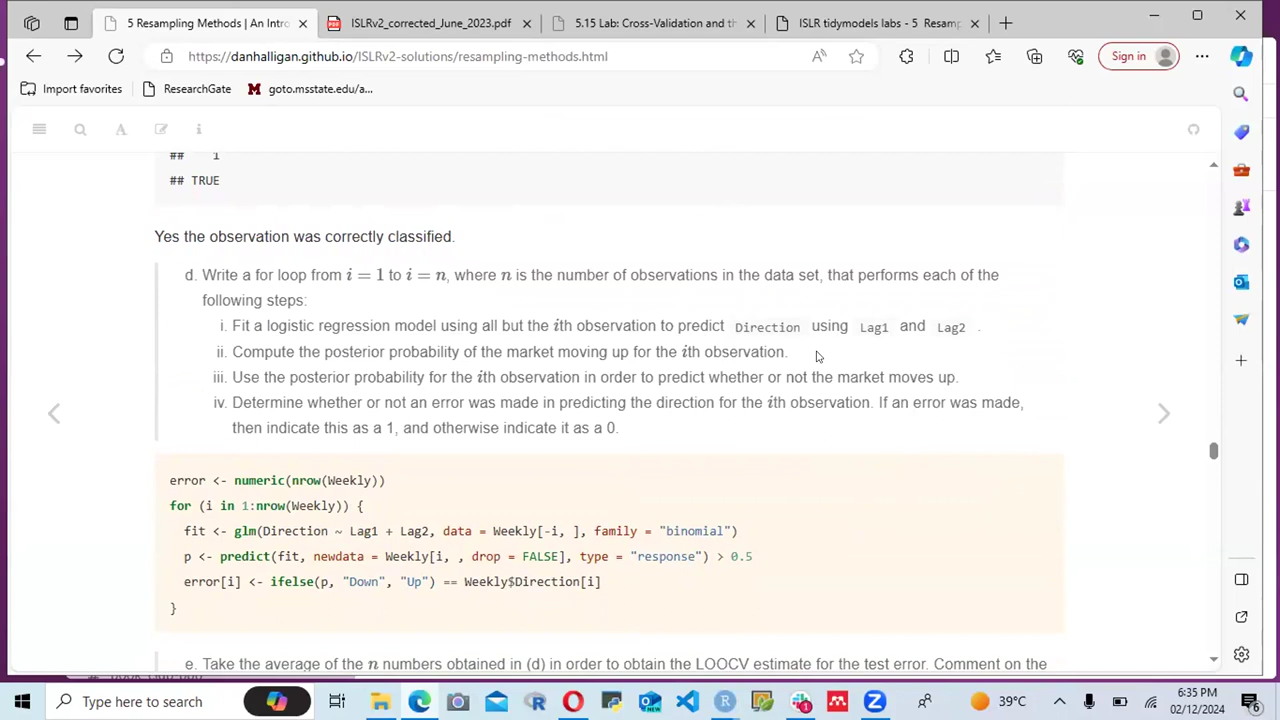 5 Resampling Methods | An Intro
ISLRv2_corrected_June_2023.pdf
5.15 Lab: Cross-Validation and th
ISLR tidymodels labs - 5 Resamp
https://danhalligan.github.io/ISLRv2-solutions/resampling-methods.html
Sign in
Import favorites
ResearchGate
goto.msstate.edu/a...
## 1
## TRUE
Yes the observation was correctly classified.
d. Write a for loop from i = 1 to i = n, where n is the number of observations in the data set, that performs each of the
following steps:
i. Fit a logistic regression model using all but the ith observation to predict Direction using Lag1 and Lag2 .
ii. Compute the posterior probability of the market moving up for the ith observation.
iii. Use the posterior probability for the ith observation in order to predict whether or not the market moves up.
iv. Determine whether or not an error was made in predicting the direction for the ith observation. If an error was made,
then indicate this as a 1, and otherwise indicate it as a 0.
error <- numeric(nrow(Weekly))
for (i in 1:nrow(Weekly)) {
fit <- glm(Direction ~ Lag1 + Lag2, data = Weekly[-i, ], family = "binomial")
p <- predict(fit, newdata = Weekly[i, , drop = FALSE], type = "response") > 0.5
error[i] <- ifelse(p, "Down", "Up") == Weekly$Direction[i]
}
e. Take the average of the n numbers obtained in (d) in order to obtain the LOOCV estimate for the test error. Comment on the
Type here to search
39°C
6:35 PM
02/12/2024
6